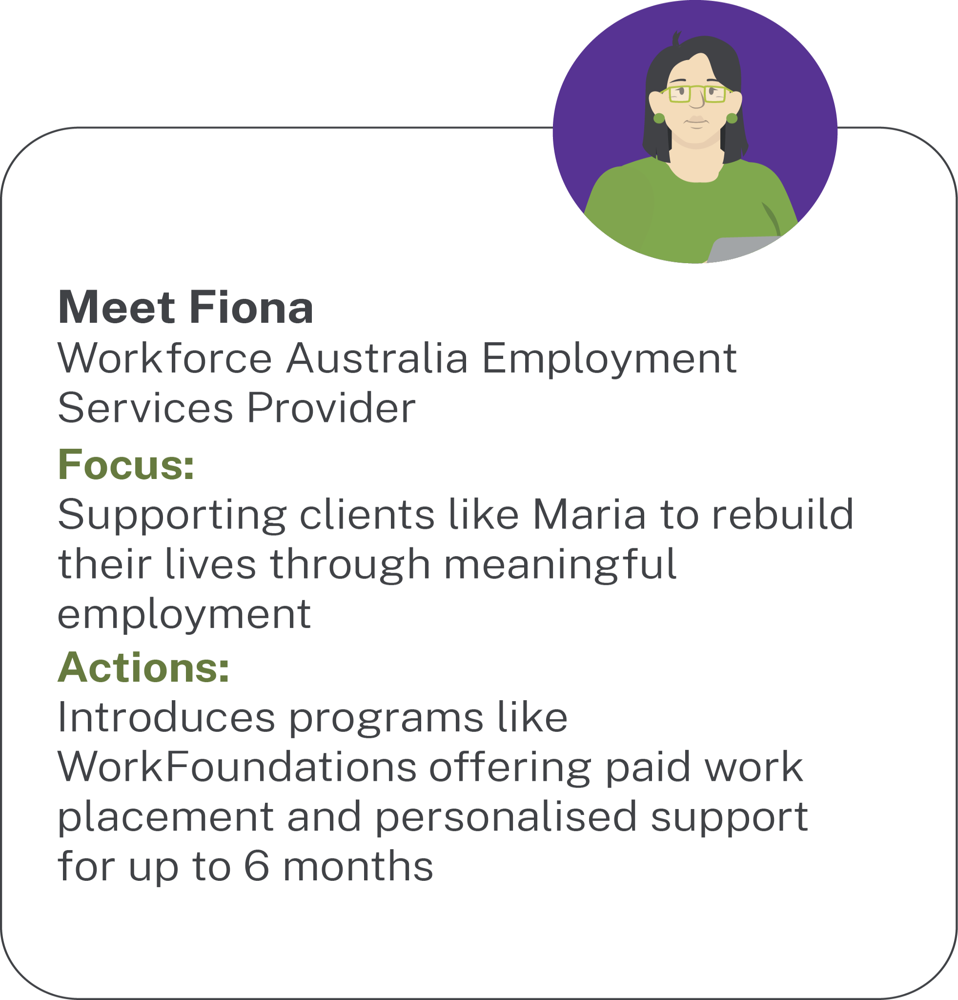 Meet Fiona
Workforce Australia Employment
Services Provider
Focus:
Supporting clients like Maria to rebuild
their lives through meaningful
employment
Actions:
Introduces programs like
WorkFoundations offering paid work
placement and personalised support
for up to 6 months